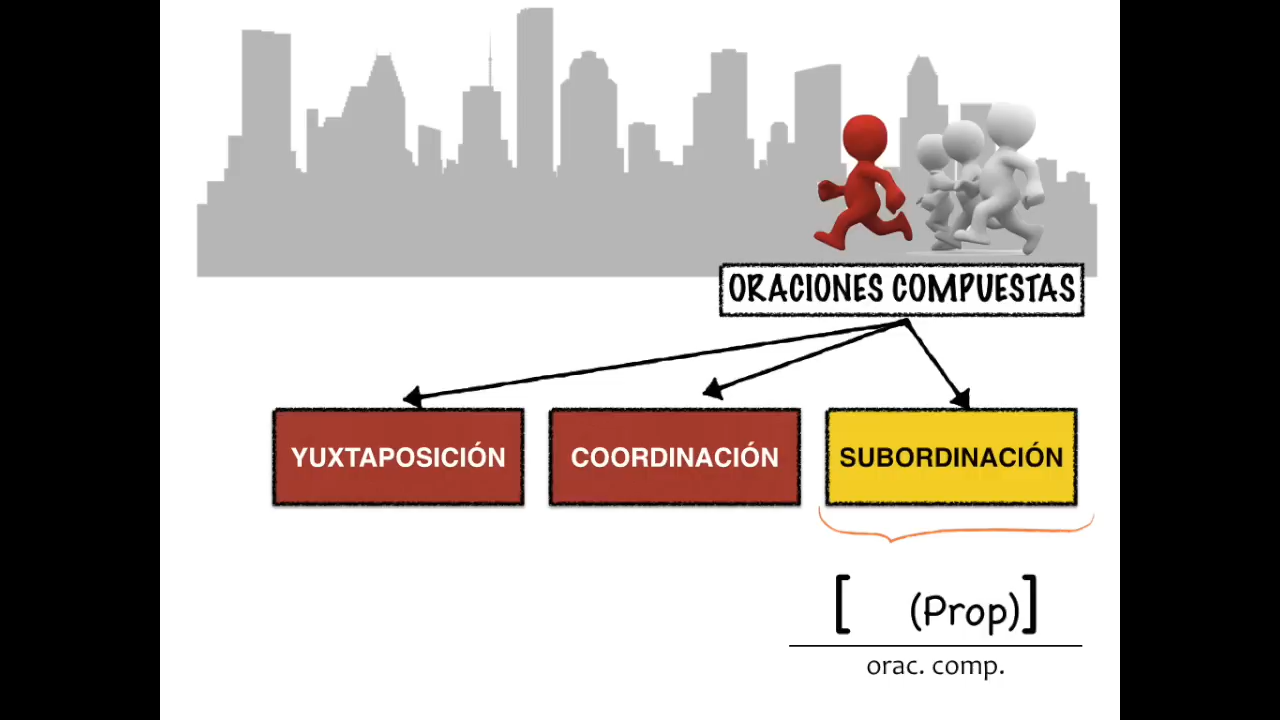 ORACIONES COMPUESTAS
YUXTAPOSICIÓN
COORDINACIÓN
SUBORDINACIÓN
[ (Prop)]
orac. comp.